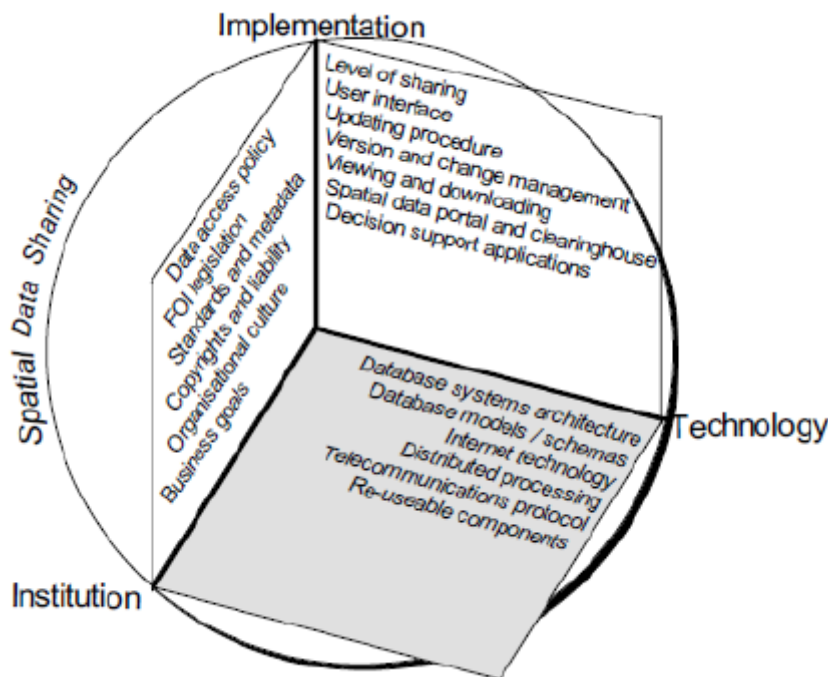 Implementation
Level of sharing
User interface
Updating procedure
Version and change management
Viewing and downloading
Spatial data portal and clearinghouse
Decision support applications
Spatial Data Sharing
Data access policy
FOI legislation
Standards and metadata
Copyrights and liability
Organisational culture
Business goals
Database systems architecture
Database models / schemas
Internet technology
Distributed processing
Telecommunications protocol
Re-useable components
Technology
Institution